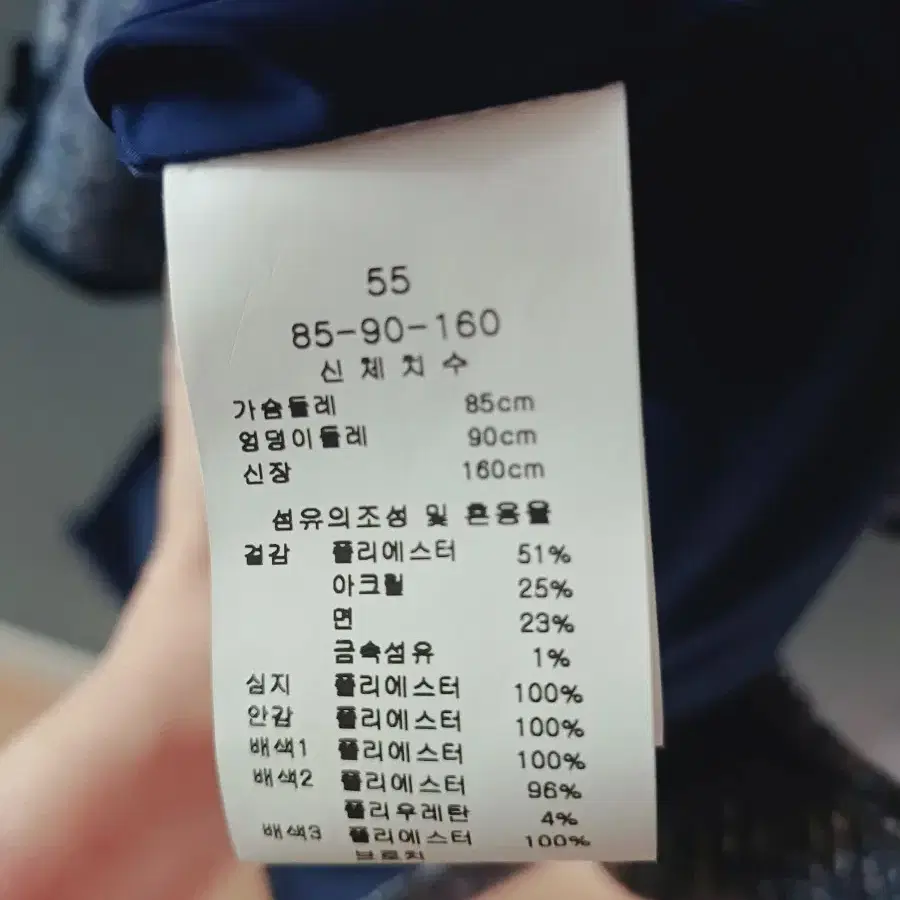 55
85-90-160
신체치수
가슴둘레 85cm
엉덩이둘레 90cm
신장 160cm
섬유의조성 및 혼용율
겉감 폴리에스터 51%
아크릴 25%
면 23%
금속섬유 1%
심지 폴리에스터 100%
안감 폴리에스터 100%
배색1 폴리에스터 100%
배색2 폴리에스터 96%
폴리우레탄 4%
배색3 폴리에스터 100%
브로치